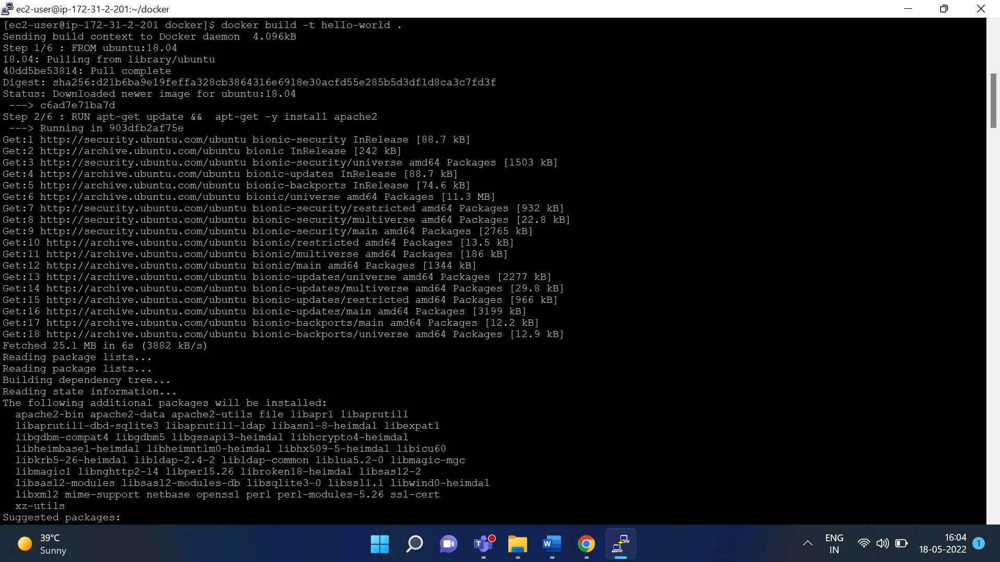 ec2-user@ip-172-31-2-201:~/docker
[ec2-user@ip-172-31-2-201 docker]$ docker build -t hello-world .
Sending build context to Docker daemon  4.096kB
Step 1/6 : FROM ubuntu:18.04
18.04: Pulling from library/ubuntu
40dd5be53814: Pull complete
Digest: sha256:d21b6ba9e19feffa328cb3864316e6918e30acfd55e285b5d3df1d8ca3c7fd3f
Status: Downloaded newer image for ubuntu:18.04
 ---> c6ad7e71ba7d
Step 2/6 : RUN apt-get update &&  apt-get -y install apache2
 ---> Running in 903dfb2af75e
Get:1 http://security.ubuntu.com/ubuntu bionic-security InRelease [88.7 kB]
Get:2 http://archive.ubuntu.com/ubuntu bionic InRelease [242 kB]
Get:3 http://security.ubuntu.com/ubuntu bionic-security/universe amd64 Packages [1503 kB]
Get:4 http://archive.ubuntu.com/ubuntu bionic-updates InRelease [88.7 kB]
Get:5 http://archive.ubuntu.com/ubuntu bionic-backports InRelease [74.6 kB]
Get:6 http://archive.ubuntu.com/ubuntu bionic/universe amd64 Packages [11.3 MB]
Get:7 http://security.ubuntu.com/ubuntu bionic-security/restricted amd64 Packages [932 kB]
Get:8 http://security.ubuntu.com/ubuntu bionic-security/multiverse amd64 Packages [22.8 kB]
Get:9 http://security.ubuntu.com/ubuntu bionic-security/main amd64 Packages [2765 kB]
Get:10 http://archive.ubuntu.com/ubuntu bionic/restricted amd64 Packages [13.5 kB]
Get:11 http://archive.ubuntu.com/ubuntu bionic/multiverse amd64 Packages [186 kB]
Get:12 http://archive.ubuntu.com/ubuntu bionic/main amd64 Packages [1344 kB]
Get:13 http://archive.ubuntu.com/ubuntu bionic-updates/universe amd64 Packages [2277 kB]
Get:14 http://archive.ubuntu.com/ubuntu bionic-updates/multiverse amd64 Packages [29.8 kB]
Get:15 http://archive.ubuntu.com/ubuntu bionic-updates/restricted amd64 Packages [966 kB]
Get:16 http://archive.ubuntu.com/ubuntu bionic-updates/main amd64 Packages [3199 kB]
Get:17 http://archive.ubuntu.com/ubuntu bionic-backports/main amd64 Packages [12.2 kB]
Get:18 http://archive.ubuntu.com/ubuntu bionic-backports/universe amd64 Packages [12.9 kB]
Fetched 25.1 MB in 6s (3882 kB/s)
Reading package lists...
Reading package lists...
Building dependency tree...
Reading state information...
The following additional packages will be installed:
  apache2-bin apache2-data apache2-utils file libapr1 libaprutil1
  libaprutil1-dbd-sqlite3 libaprutil1-ldap libasn1-8-heimdal libexpat1
  libgdbm-compat4 libgdbm5 libgssapi3-heimdal libhcrypto4-heimdal
  libheimbase1-heimdal libheimntlm0-heimdal libhx509-5-heimdal libicu60
  libkrb5-26-heimdal libldap-2.4-2 libldap-common liblua5.2-0 libmagic-mgc
  libmagic1 libnghttp2-14 libperl5.26 libroken18-heimdal libsasl2-2
  libsasl2-modules libsasl2-modules-db libsqlite3-0 libssl1.1 libwind0-heimdal
  libxml2 mime-support netbase openssl perl perl-modules-5.26 ssl-cert
  xz-utils
Suggested packages:
39°C
Sunny
T
W
ENG
IN
16:04
18-05-2022
1